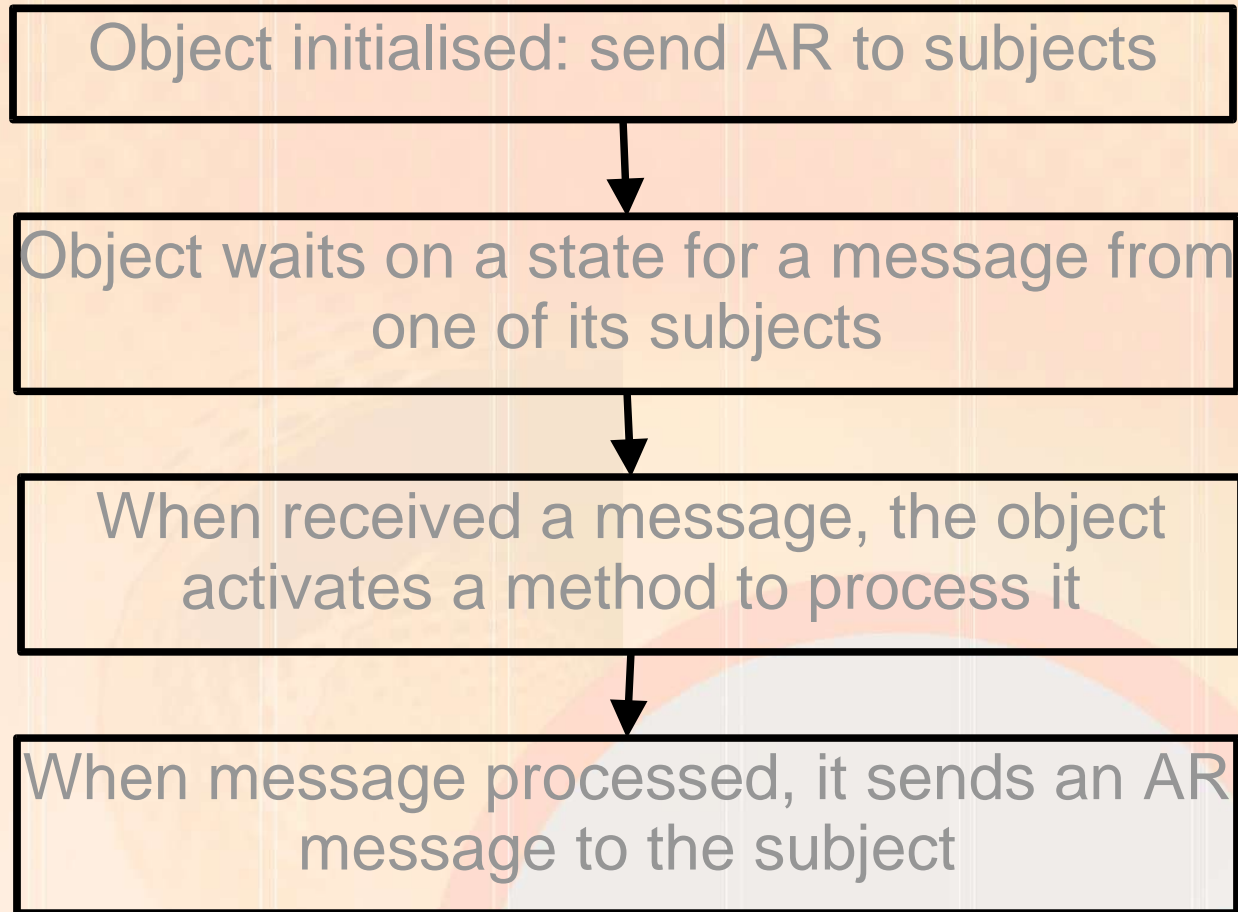 Object initialised: send AR to subjects
Object waits on a state for a message from
one of its subjects
When received a message, the object
activates a method to process it
When message processed, it sends an AR
message to the subject